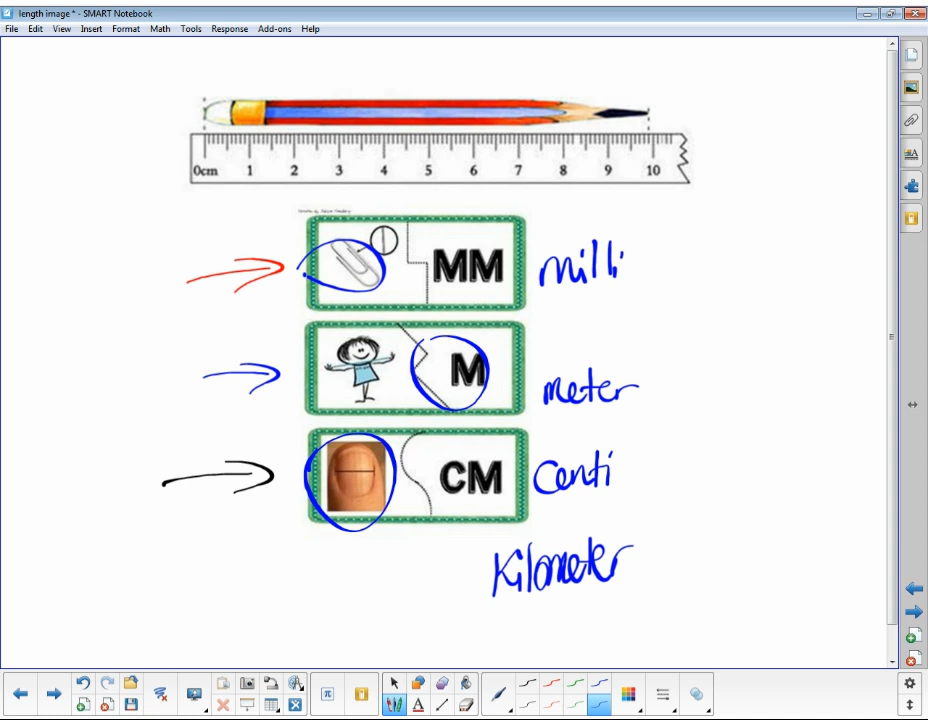 length image * - SMART Notebook
File Edit View Insert Format Math Tools Response Add-ons Help
0cm 1 2 3 4 5 6 7 8 9 10
MM milli
M meter
CM Centi
Kilometer